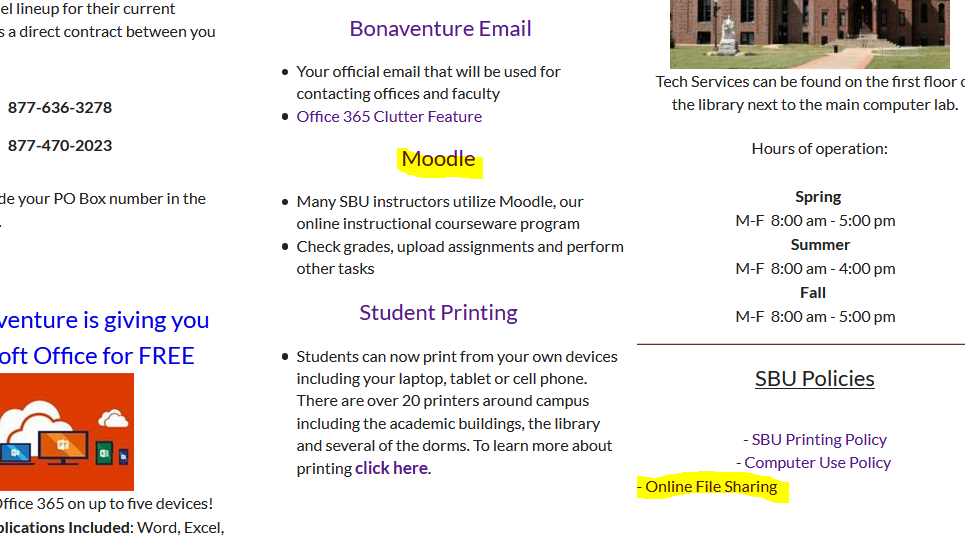 el lineup for their current
s a direct contract between you
877-636-3278
877-470-2023
de your PO Box number in the
.
venture is giving you
oft Office for FREE
Office 365 on up to five devices!
plications Included: Word, Excel,
Bonaventure Email
• Your official email that will be used for
contacting offices and faculty
• Office 365 Clutter Feature
Moodle
• Many SBU instructors utilize Moodle, our
online instructional courseware program
• Check grades, upload assignments and perform
other tasks
Student Printing
• Students can now print from your own devices
including your laptop, tablet or cell phone.
There are over 20 printers around campus
including the academic buildings, the library
and several of the dorms. To learn more about
printing click here.
Tech Services can be found on the first floor o
the library next to the main computer lab.
Hours of operation:
Spring
M-F 8:00 am - 5:00 pm
Summer
M-F 8:00 am - 4:00 pm
Fall
M-F 8:00 am - 5:00 pm
SBU Policies
- SBU Printing Policy
- Computer Use Policy
- Online File Sharing